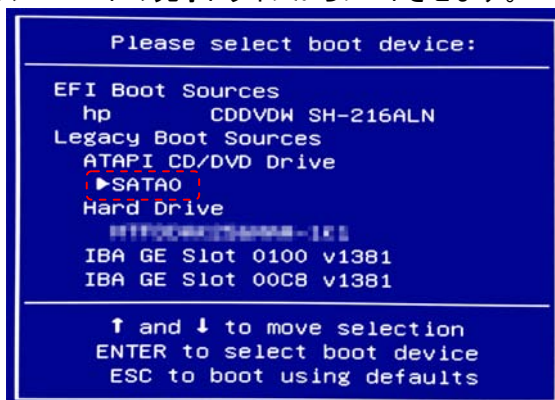 Please select boot device:
EFI Boot Sources
hp CDDVDW SH-216ALN
Legacy Boot Sources
ATAPI CD/DVD Drive
▶SATA0
Hard Drive
IBA GE Slot 0100 v1381
IBA GE Slot 00C8 v1381
↑ and ↓ to move selection
ENTER to select boot device
ESC to boot using defaults